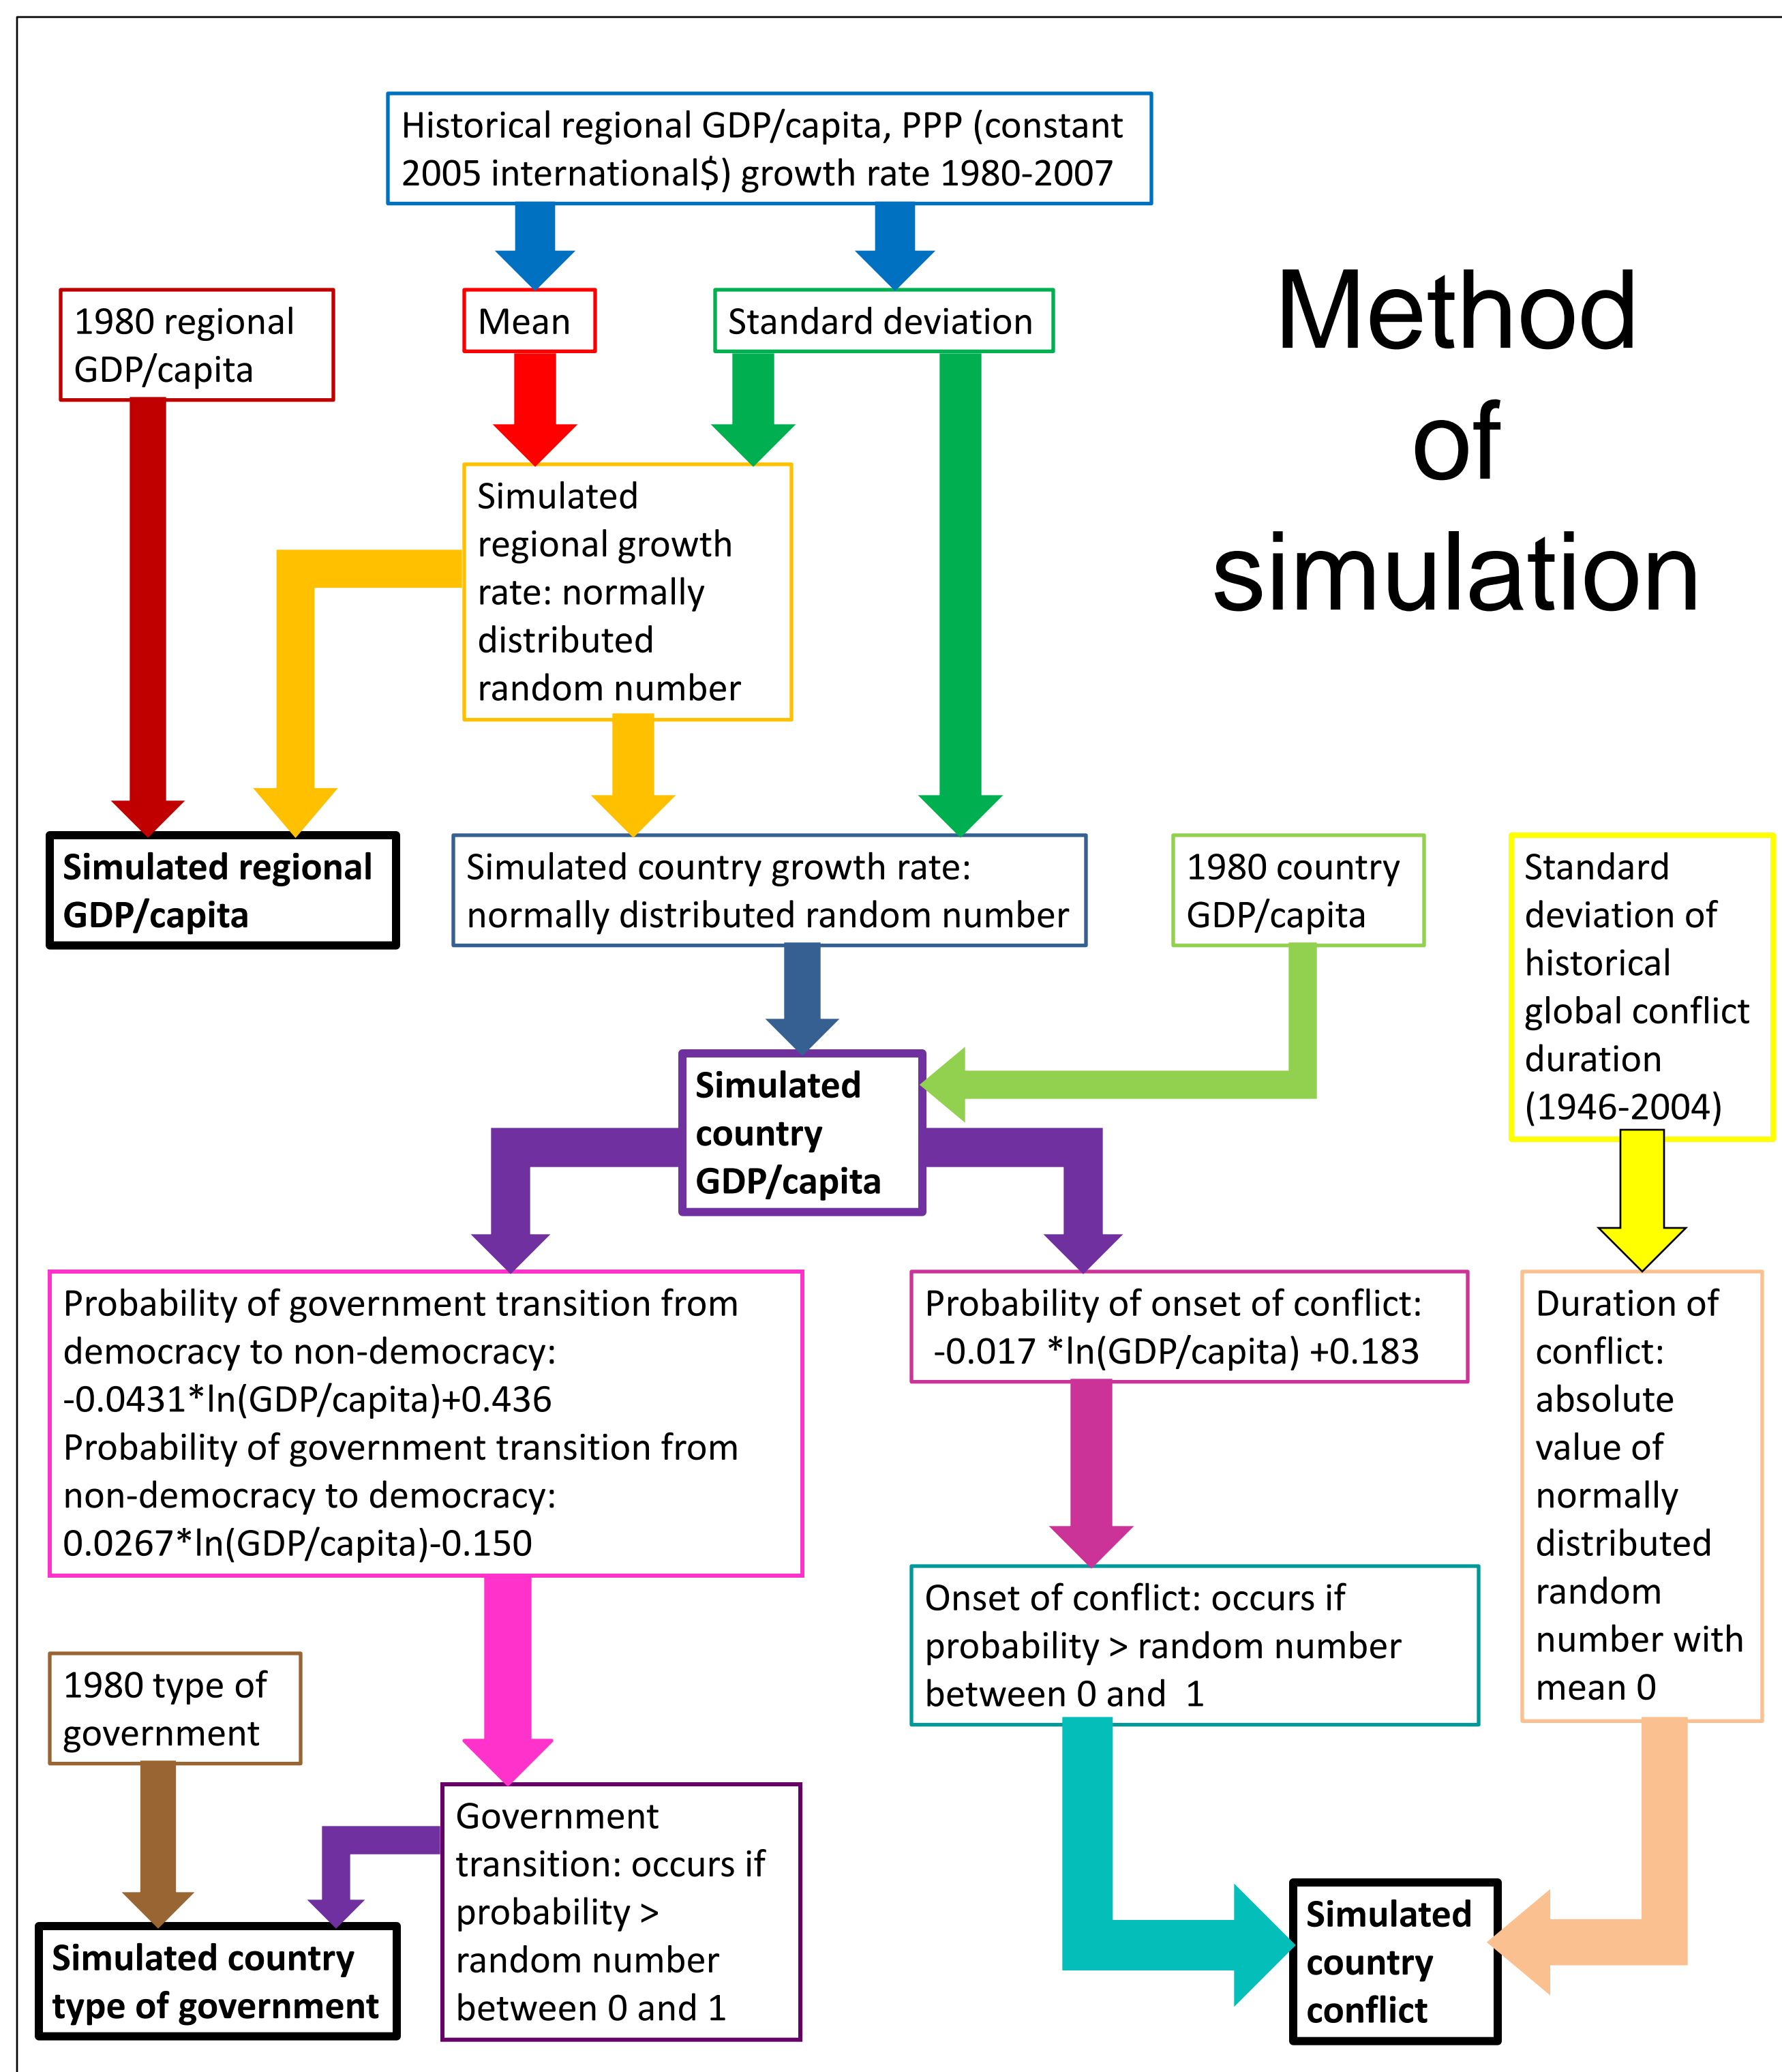 Historical regional GDP/capita, PPP (constant
2005 international$) growth rate 1980-2007
Method
of
simulation
1980 regional
GDP/capita
Mean
Standard deviation
Simulated
regional growth
rate: normally
distributed
random number
Simulated regional
GDP/capita
Simulated country growth rate:
normally distributed random number
1980 country
GDP/capita
Standard
deviation of
historical
global conflict
duration
(1946-2004)
Simulated
country
GDP/capita
Probability of government transition from
democracy to non-democracy:
-0.0431*ln(GDP/capita)+0.436
Probability of government transition from
non-democracy to democracy:
0.0267*ln(GDP/capita)-0.150
Probability of onset of conflict:
-0.017 *ln(GDP/capita) +0.183
Duration of
conflict:
absolute
value of
normally
distributed
random
number with
mean 0
Onset of conflict: occurs if
probability > random number
between 0 and 1
1980 type of
government
Government
transition: occurs if
probability >
random number
between 0 and 1
Simulated country
type of government
Simulated
country
conflict